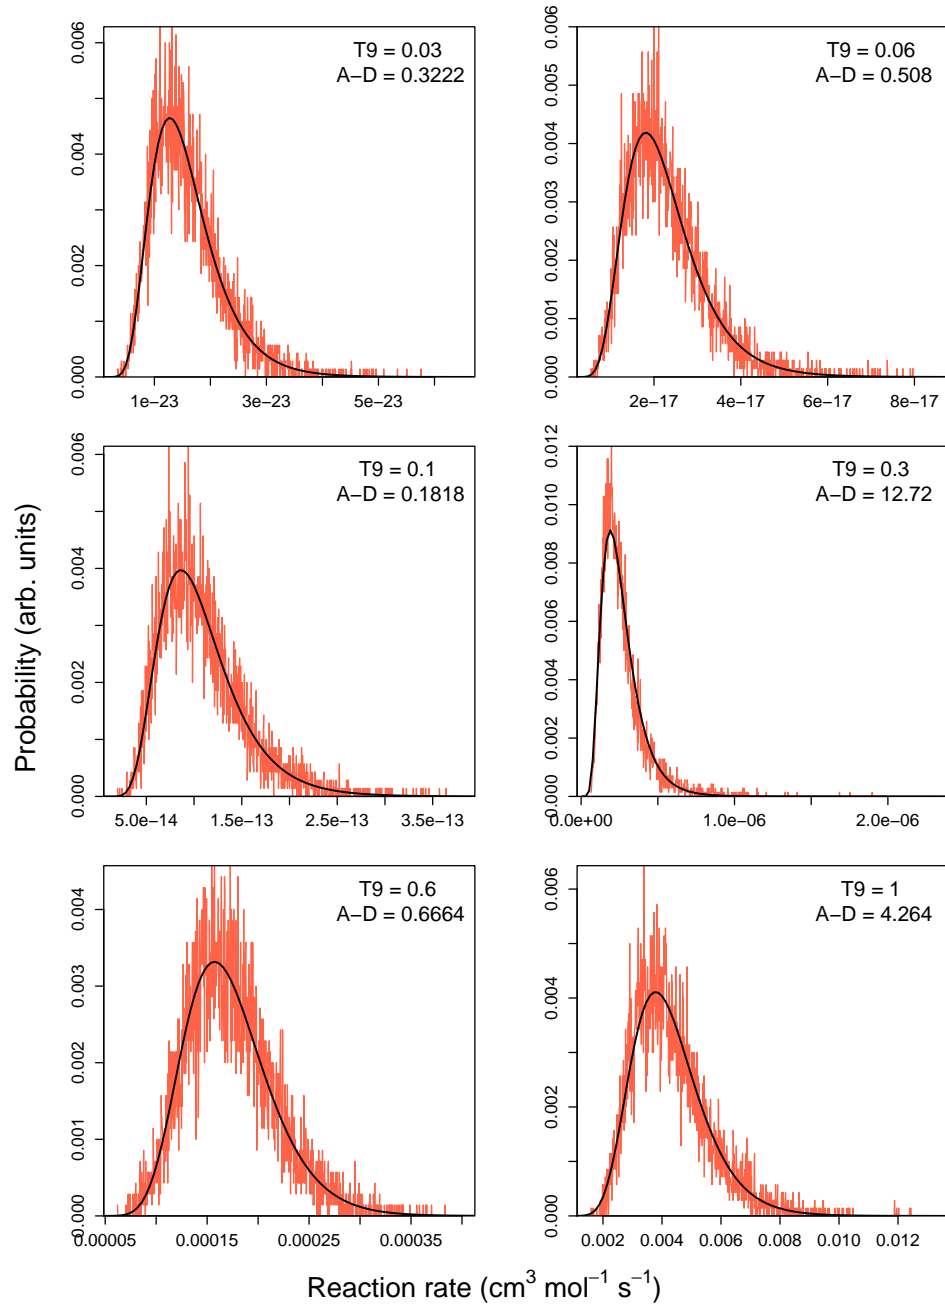 T9 = 0.03
A−D = 0.3222
0.000
0.002
0.004
0.006
1e−23
3e−23
5e−23
T9 = 0.06
A−D = 0.508
0.000
0.001
0.002
0.003
0.004
0.005
0.006
2e−17
4e−17
6e−17
8e−17
T9 = 0.1
A−D = 0.1818
0.000
0.002
0.004
0.006
5.0e−14
1.5e−13
2.5e−13
3.5e−13
T9 = 0.3
A−D = 12.72
0.000
0.002
0.004
0.006
0.008
0.010
0.012
0.0e+00
1.0e−06
2.0e−06
T9 = 0.6
A−D = 0.6664
0.000
0.001
0.002
0.003
0.004
0.00005
0.00015
0.00025
0.00035
T9 = 1
A−D = 4.264
0.000
0.002
0.004
0.006
0.002
0.004
0.006
0.008
0.010
0.012
Probability (arb. units)
Reaction rate (cm³ mol⁻¹ s⁻¹)